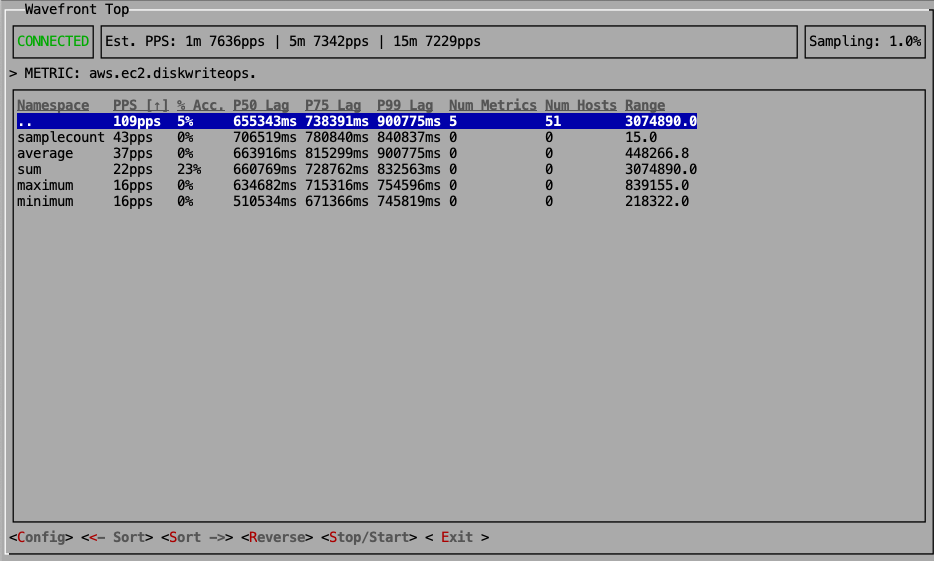 Wavefront Top
CONNECTED Est. PPS: 1m 7636pps | 5m 7342pps | 15m 7229pps Sampling: 1.0%
> METRIC: aws.ec2.diskwriteops.
Namespace PPS [↑] % Acc. P50 Lag P75 Lag P99 Lag Num Metrics Num Hosts Range
.. 109pps 5% 655343ms 738391ms 900775ms 5 51 3074890.0
samplecount 43pps 0% 706519ms 780840ms 840837ms 0 0 15.0
average 37pps 0% 663916ms 815299ms 900775ms 0 0 448266.8
sum 22pps 23% 660769ms 728762ms 832563ms 0 0 3074890.0
maximum 16pps 0% 634682ms 715316ms 754596ms 0 0 839155.0
minimum 16pps 0% 510534ms 671366ms 745819ms 0 0 218322.0
<Config> <<- Sort> <Sort ->> <Reverse> <Stop/Start> < Exit >